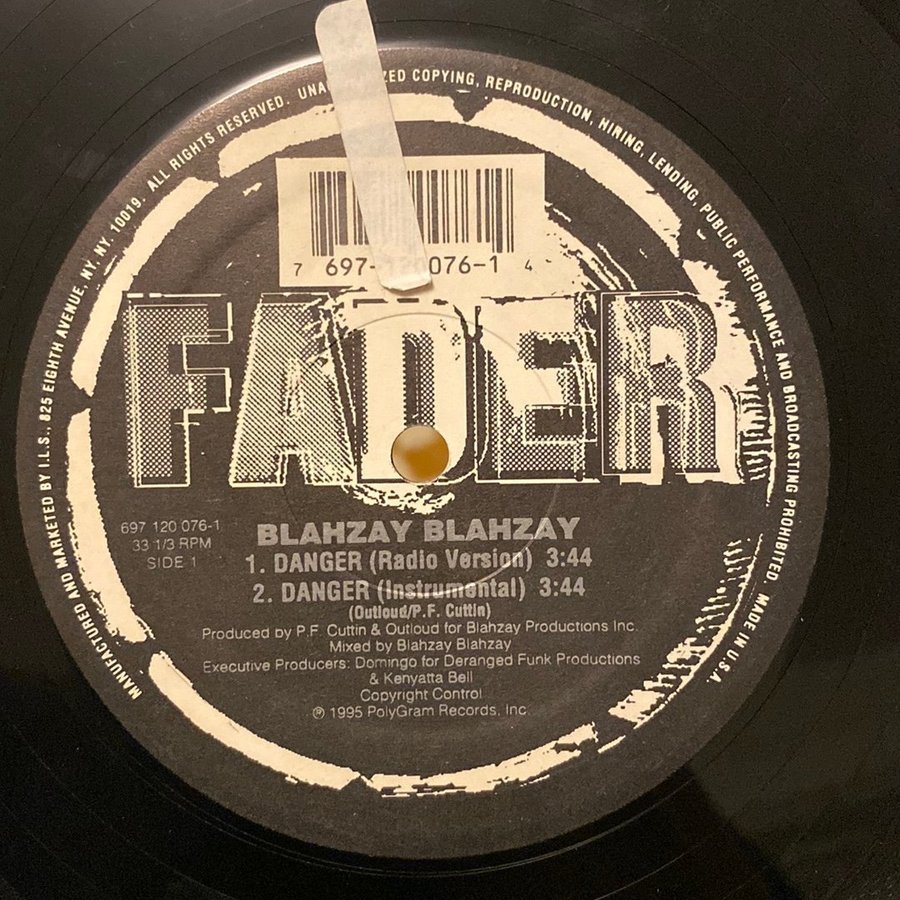 MANUFACTURED AND MARKETED BY I.L.S., 825 EIGHTH AVENUE, NY, NY. 10019. ALL RIGHTS RESERVED. COPYING, REPRODUCTION, HIRING, LENDING, PUBLIC PERFORMANCE AND BROADCASTING PROHIBITED. MADE IN U.S.A.
7 697- 0076-1 4
FADER
697 120 076-1
33 1/3 RPM
SIDE 1
BLAHZAY BLAHZAY
1. DANGER (Radio Version) 3:44
2. DANGER (Instrumental) 3:44
(Outloud/P.F. Cuttin)
Produced by P.F. Cuttin & Outloud for Blahzay Productions Inc.
Mixed by Blahzay Blahzay
Executive Producers: Domingo for Deranged Funk Productions
& Kenyatta Bell
Copyright Control
℗ 1995 PolyGram Records, Inc.